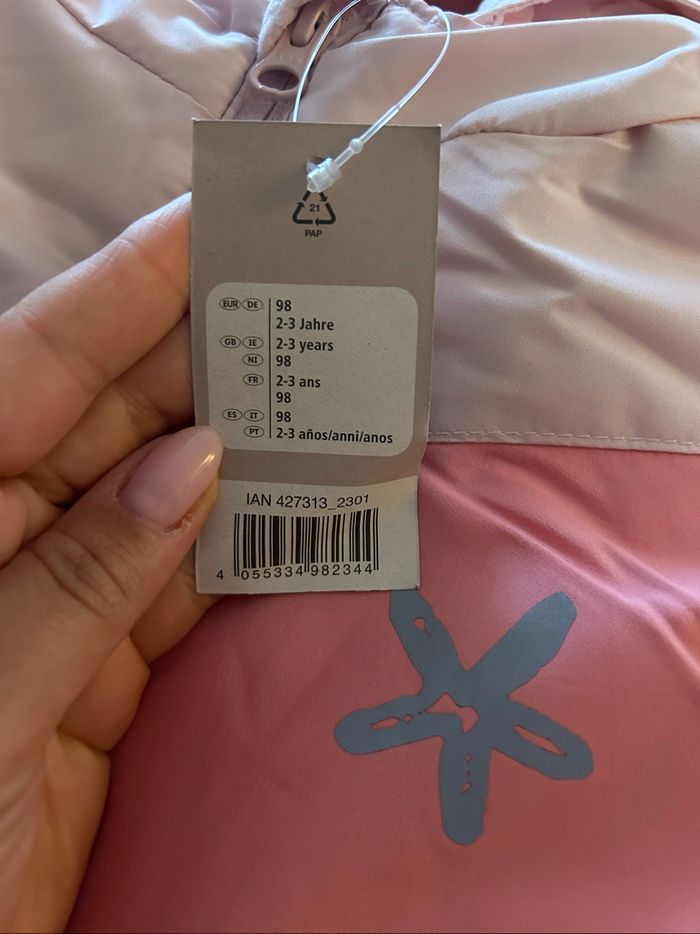 21
PAP
EUR DE 98
2-3 Jahre
GB IE 2-3 years
NI 98
FR 2-3 ans
98
ES IT 98
PT 2-3 años/anni/anos
IAN 427313_2301
4 055334 982344